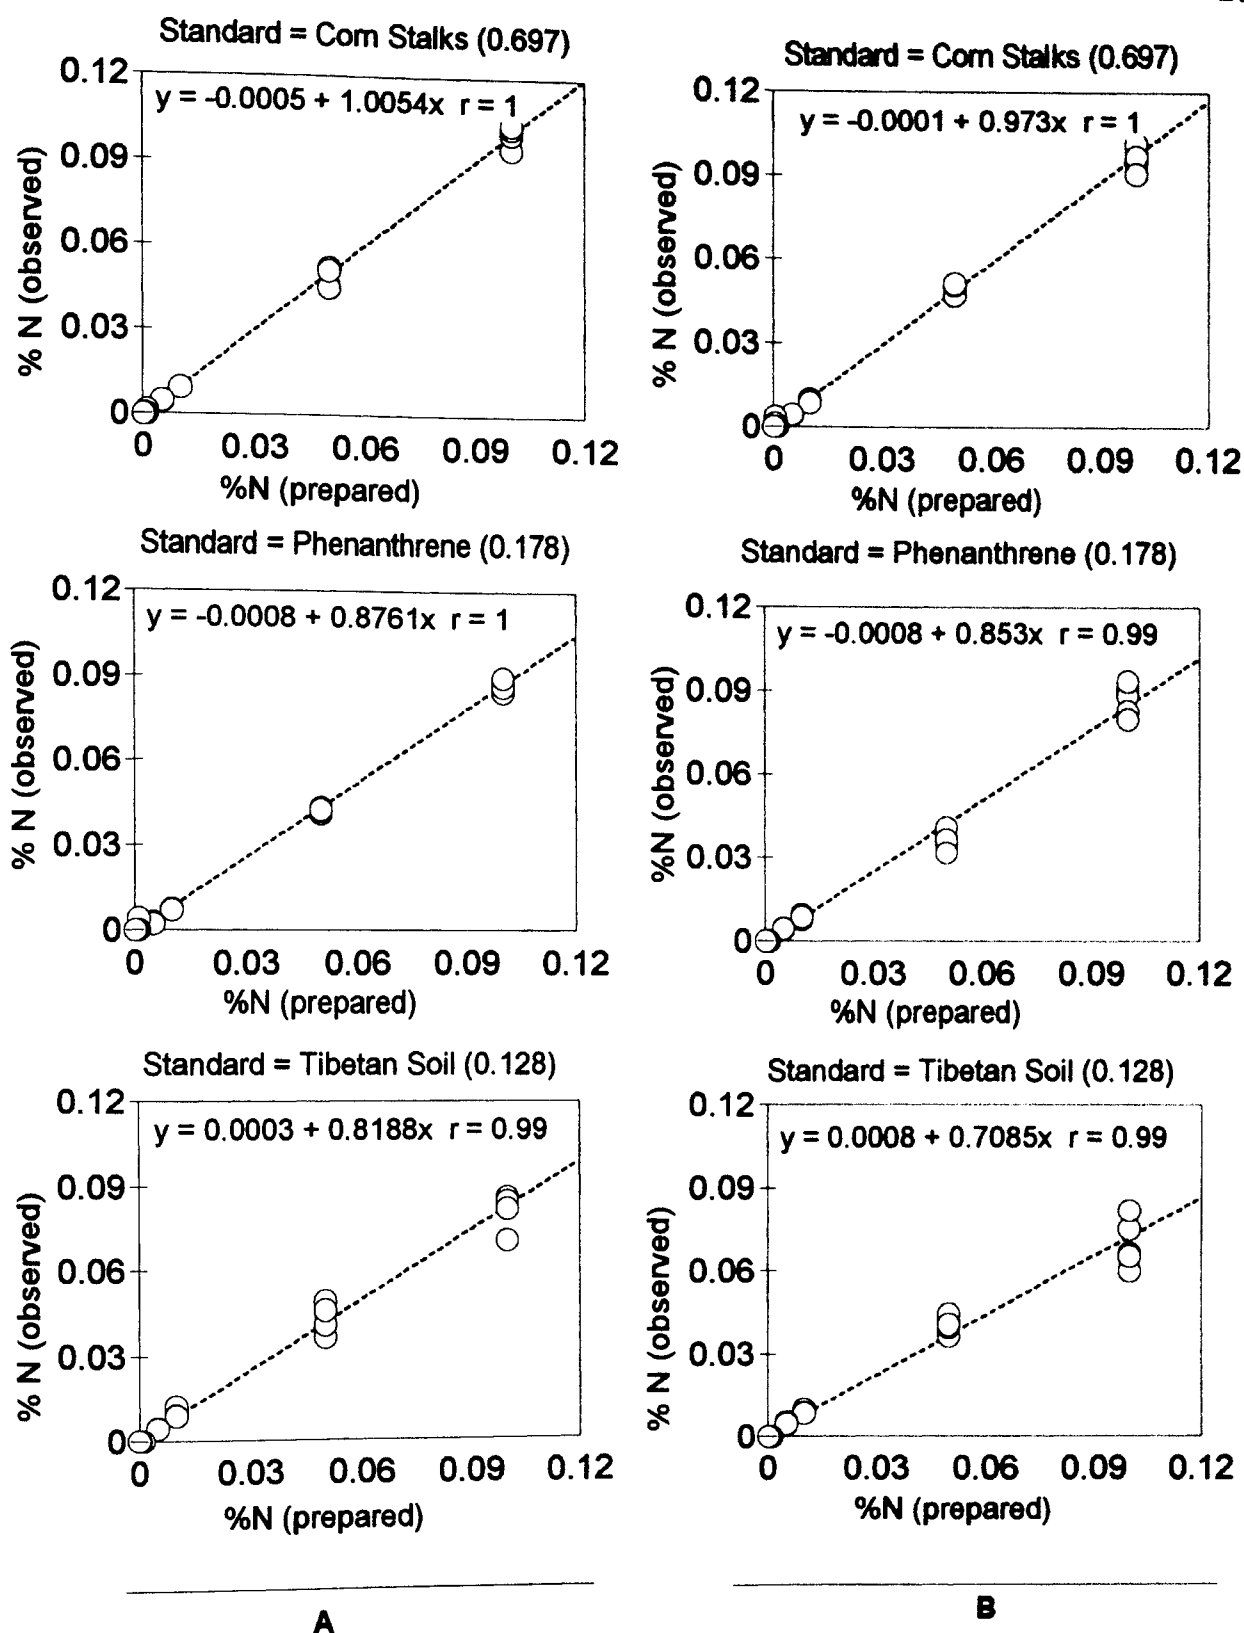 Standard = Corn Stalks (0.697)
y = -0.0005 + 1.0054x r = 1
0.12
0.09
0.06
0.03
0
% N (observed)
0 0.03 0.06 0.09 0.12
%N (prepared)
Standard = Corn Stalks (0.697)
y = -0.0001 + 0.973x r = 1
0.12
0.09
0.06
0.03
0
% N (observed)
0 0.03 0.06 0.09 0.12
%N (prepared)
Standard = Phenanthrene (0.178)
y = -0.0008 + 0.8761x r = 1
0.12
0.09
0.06
0.03
0
% N (observed)
0 0.03 0.06 0.09 0.12
%N (prepared)
Standard = Phenanthrene (0.178)
y = -0.0008 + 0.853x r = 0.99
0.12
0.09
0.06
0.03
0
%N (observed)
0 0.03 0.06 0.09 0.12
%N (prepared)
Standard = Tibetan Soil (0.128)
y = 0.0003 + 0.8188x r = 0.99
0.12
0.09
0.06
0.03
0
% N (observed)
0 0.03 0.06 0.09 0.12
%N (prepared)
Standard = Tibetan Soil (0.128)
y = 0.0008 + 0.7085x r = 0.99
0.12
0.09
0.06
0.03
0
% N (observed)
0 0.03 0.06 0.09 0.12
%N (prepared)
A
B